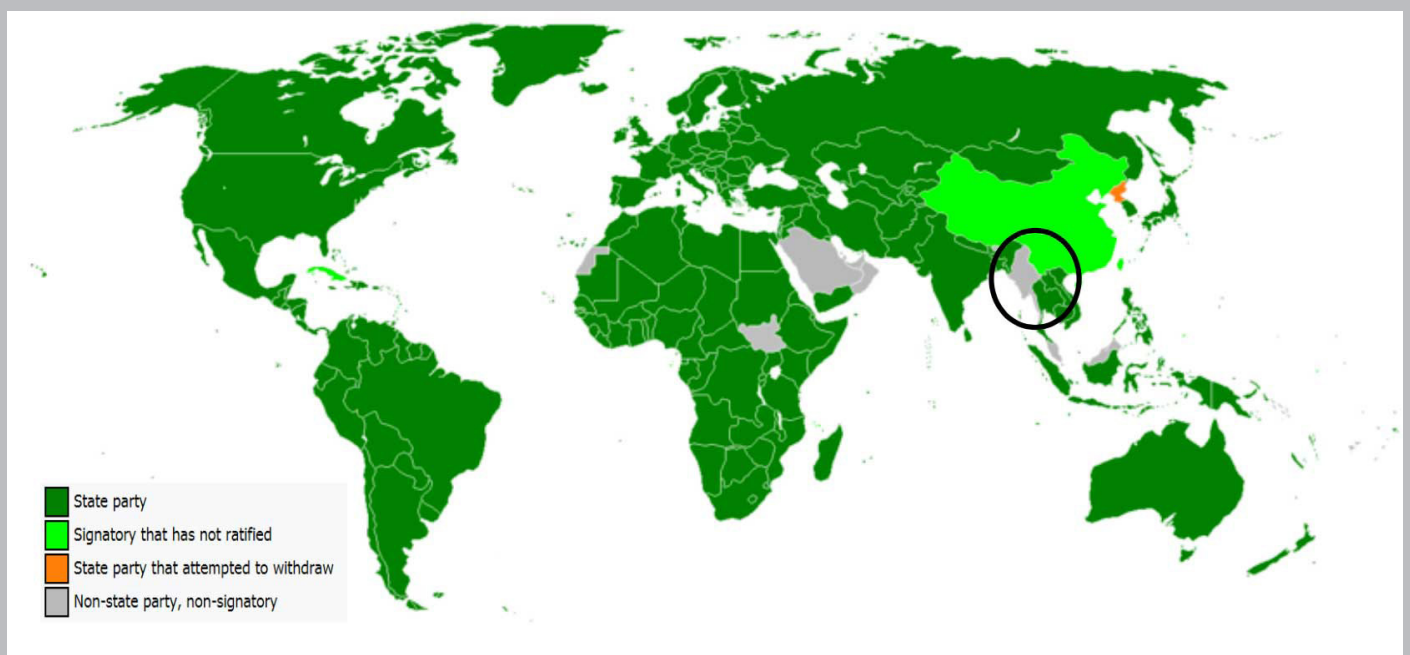 State party
Signatory that has not ratified
State party that attempted to withdraw
Non-state party, non-signatory